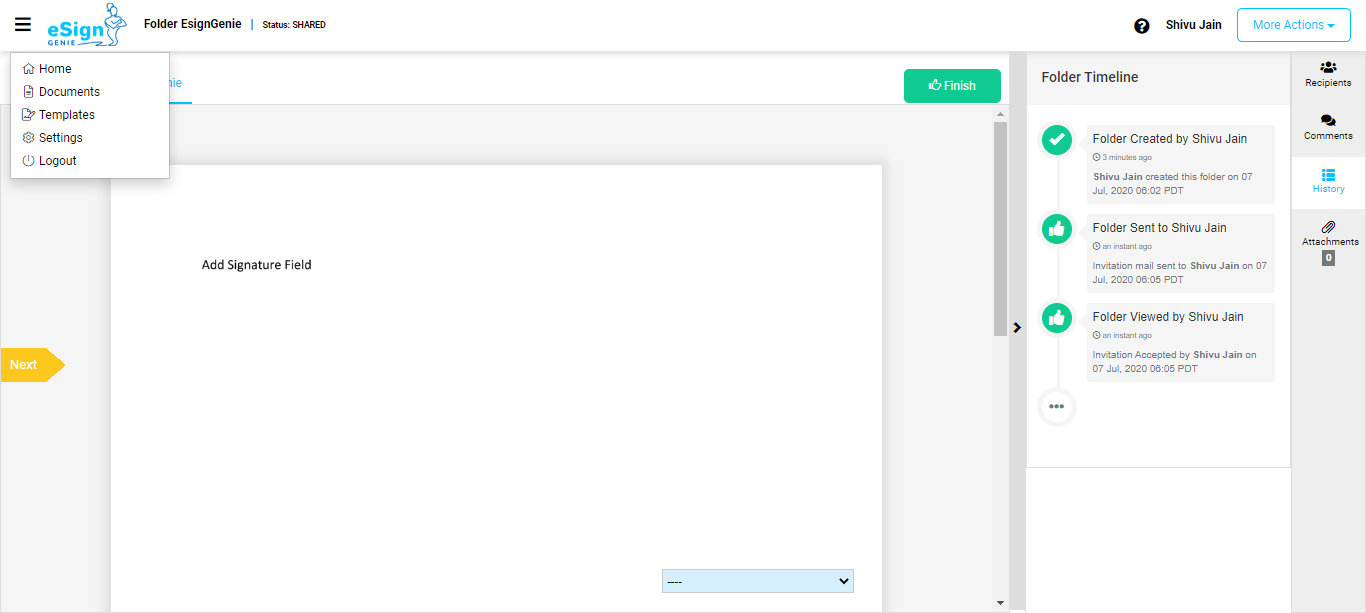 eSign
GENIE
Folder EsignGenie | Status: SHARED
Shivu Jain
More Actions
Home
Documents
Templates
Settings
Logout
nie
Finish
Add Signature Field
Next
----
Folder Timeline
Folder Created by Shivu Jain
3 minutes ago
Shivu Jain created this folder on 07
Jul, 2020 06:02 PDT
Folder Sent to Shivu Jain
an instant ago
Invitation mail sent to Shivu Jain on 07
Jul, 2020 06:05 PDT
Folder Viewed by Shivu Jain
an instant ago
Invitation Accepted by Shivu Jain on
07 Jul, 2020 06:05 PDT
Recipients
Comments
History
Attachments
0